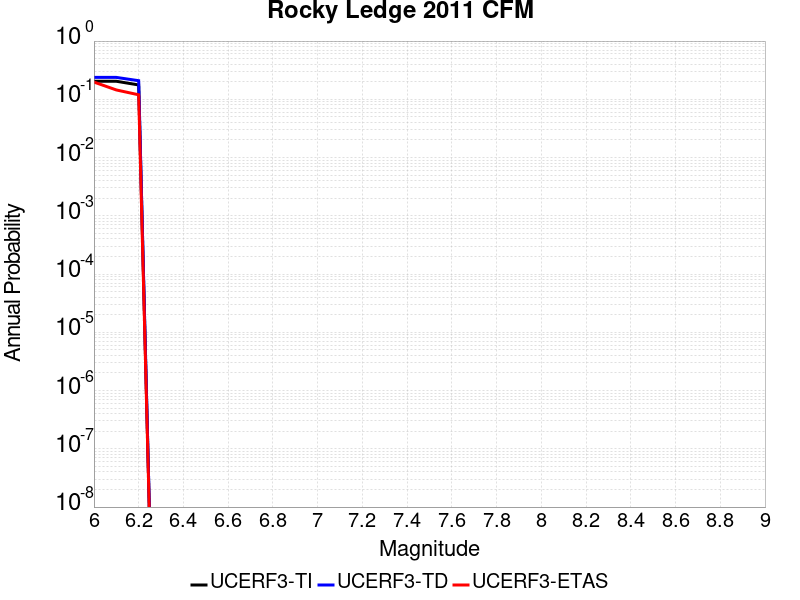 Rocky Ledge 2011 CFM
10^0
10^-1
10^-2
10^-3
10^-4
10^-5
10^-6
10^-7
10^-8
Annual Probability
6 6.2 6.4 6.6 6.8 7 7.2 7.4 7.6 7.8 8 8.2 8.4 8.6 8.8 9
Magnitude
UCERF3-TI UCERF3-TD UCERF3-ETAS